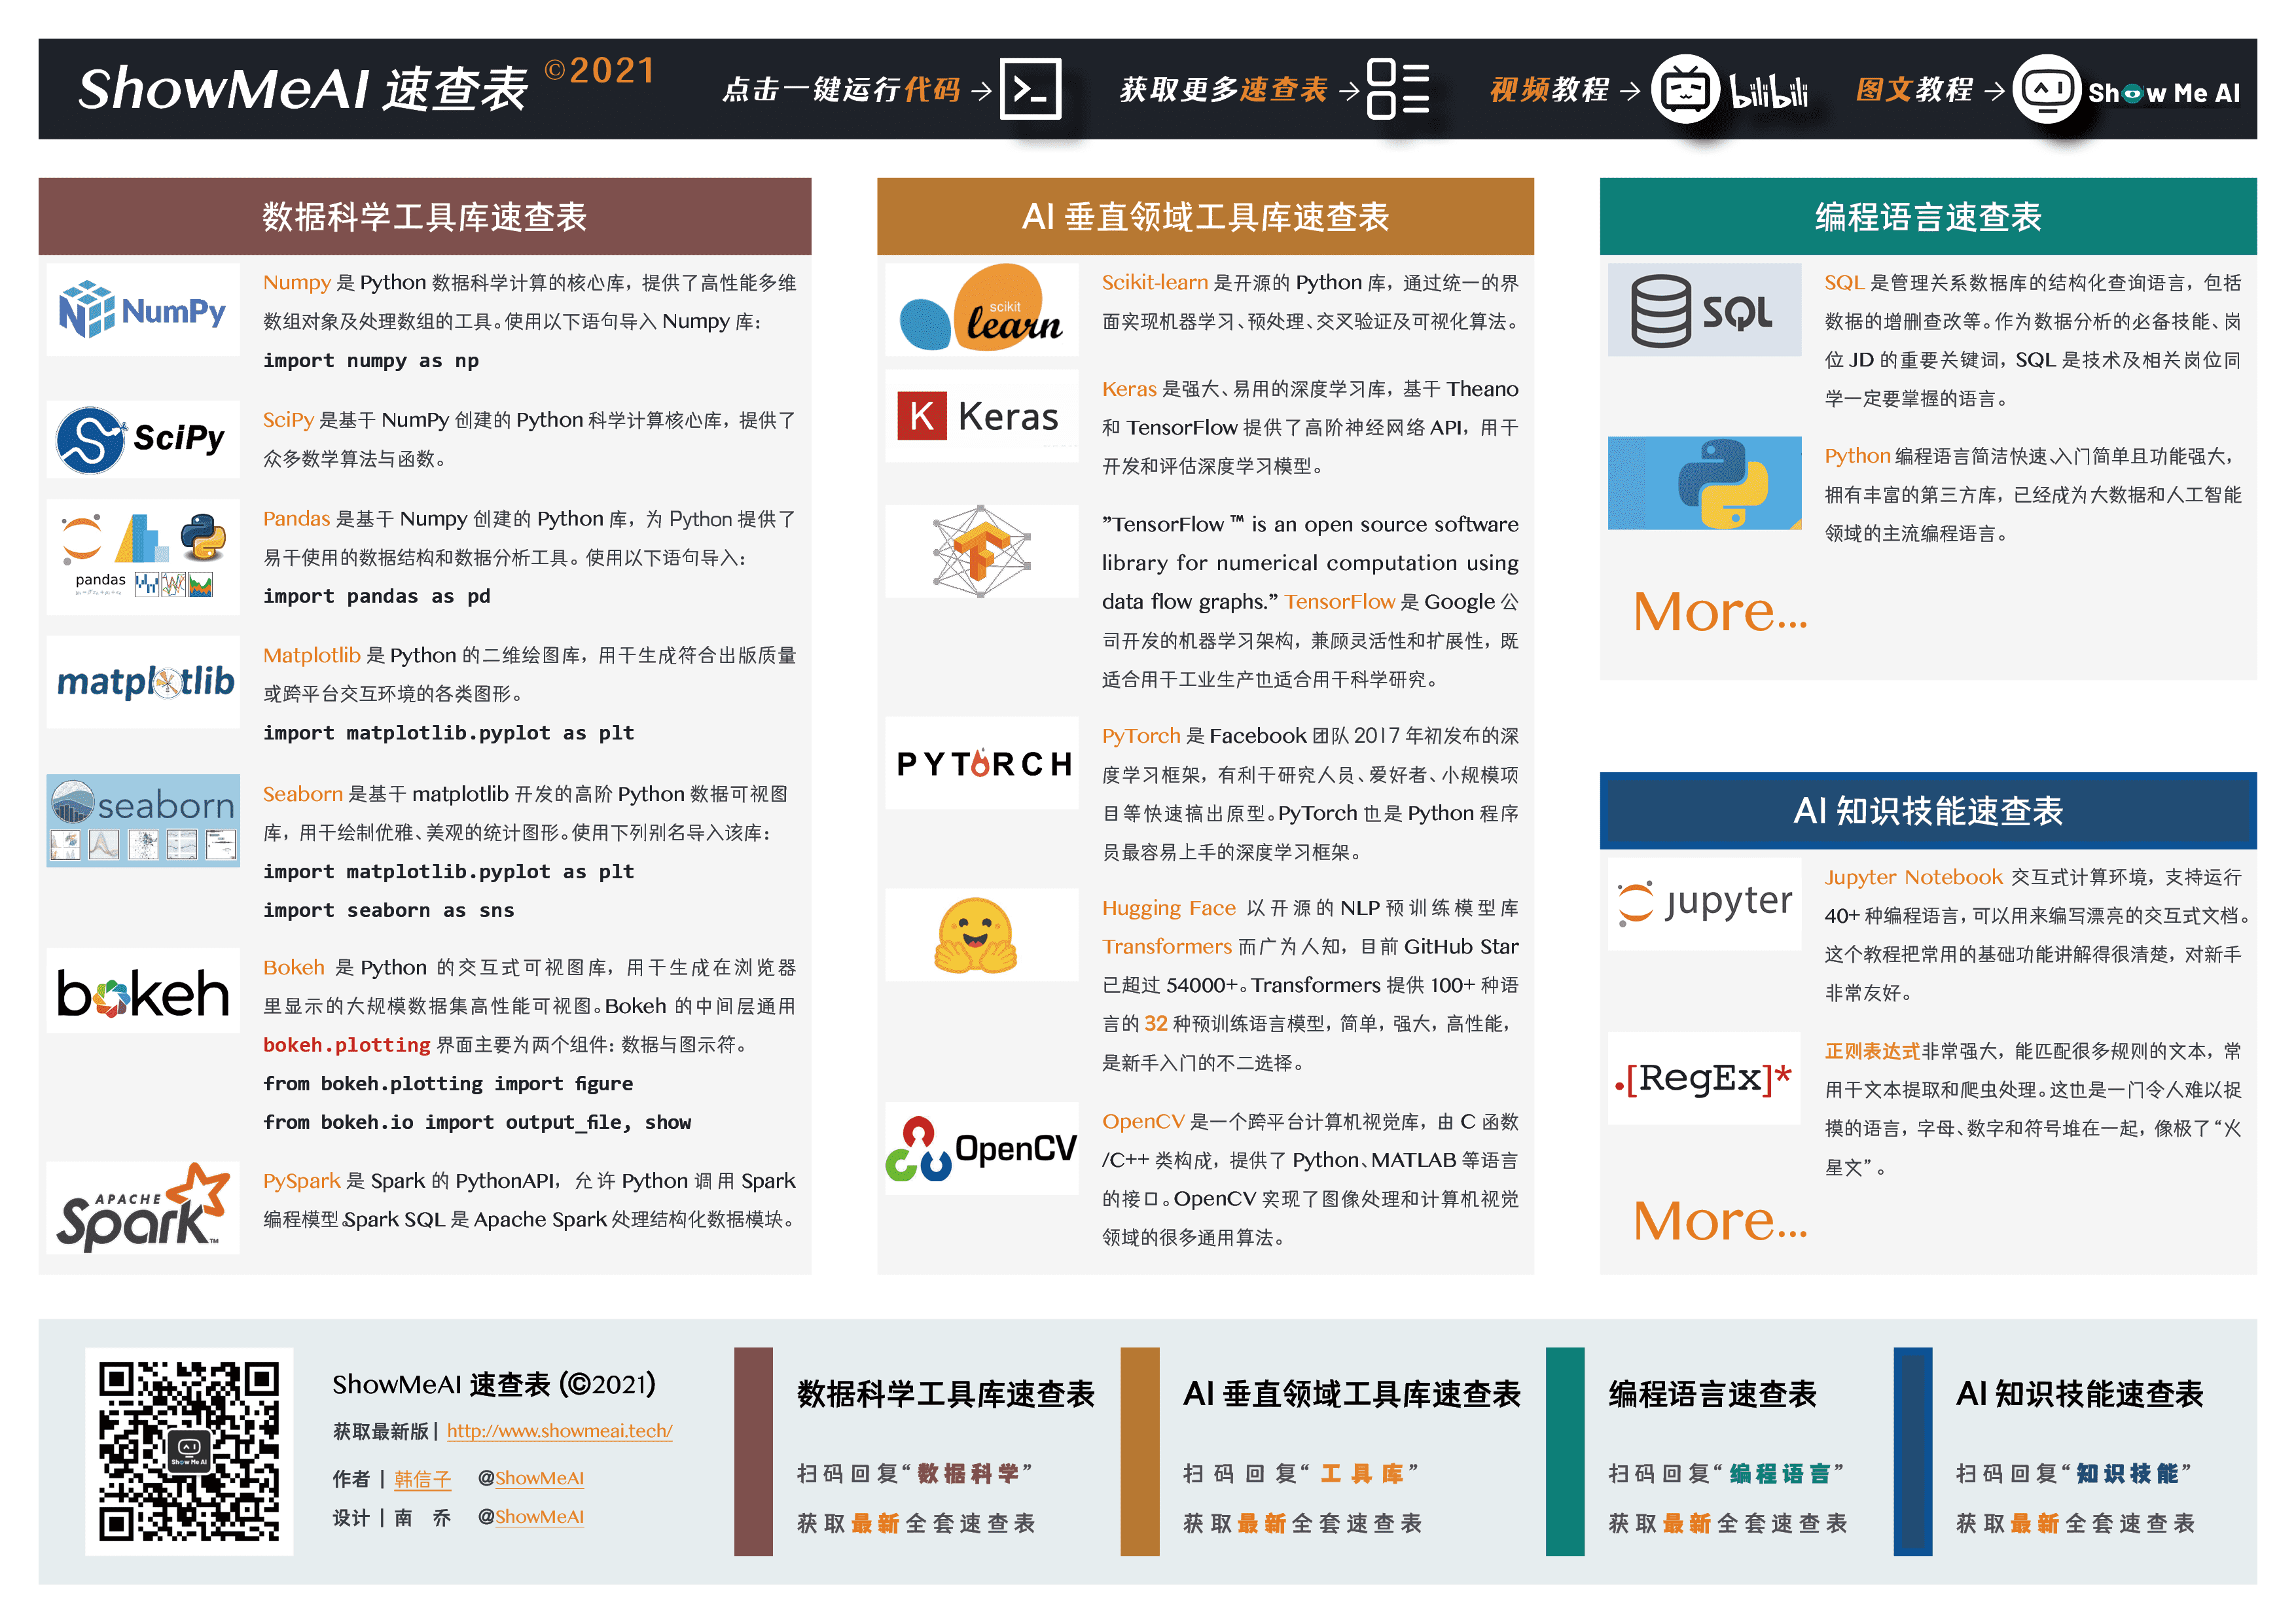 ShowMeAI 速查表 ©2021
点击一键运行代码 →
获取更多速查表 →
视频教程 → bilibili
图文教程 → Show Me AI
数据科学工具库速查表
NumPy
Numpy 是 Python 数据科学计算的核心库，提供了高性能多维
数组对象及处理数组的工具。使用以下语句导入 Numpy 库：
import numpy as np
SciPy
SciPy 是基于 NumPy 创建的 Python 科学计算核心库，提供了
众多数学算法与函数。
pandas
Pandas 是基于 Numpy 创建的 Python 库，为 Python 提供了
易于使用的数据结构和数据分析工具。使用以下语句导入：
import pandas as pd
matplotlib
Matplotlib 是 Python 的二维绘图库，用于生成符合出版质量
或跨平台交互环境的各类图形。
import matplotlib.pyplot as plt
seaborn
Seaborn 是基于 matplotlib 开发的高阶 Python 数据可视图
库，用于绘制优雅、美观的统计图形。使用下列别名导入该库：
import matplotlib.pyplot as plt
import seaborn as sns
bokeh
Bokeh 是 Python 的交互式可视图库，用于生成在浏览器
里显示的大规模数据集高性能可视图。Bokeh 的中间层通用
bokeh.plotting 界面主要为两个组件：数据与图示符。
from bokeh.plotting import figure
from bokeh.io import output_file, show
APACHE
Spark™
PySpark 是 Spark 的 PythonAPI，允许 Python 调用 Spark
编程模型Spark SQL 是 Apache Spark 处理结构化数据模块。
AI 垂直领域工具库速查表
scikit
learn
Scikit-learn 是开源的 Python 库，通过统一的界
面实现机器学习、预处理、交叉验证及可视化算法。
K Keras
Keras 是强大、易用的深度学习库，基于 Theano
和 TensorFlow 提供了高阶神经网络 API，用于
开发和评估深度学习模型。
”TensorFlow ™ is an open source software
library for numerical computation using
data flow graphs.” TensorFlow 是 Google 公
司开发的机器学习架构，兼顾灵活性和扩展性，既
适合用于工业生产也适合用于科学研究。
PYTORCH
PyTorch 是 Facebook 团队 2017 年初发布的深
度学习框架，有利于研究人员、爱好者、小规模项
目等快速搞出原型。PyTorch 也是 Python 程序
员最容易上手的深度学习框架。
Hugging Face 以开源的 NLP 预训练模型库
Transformers 而广为人知，目前 GitHub Star
已超过 54000+。Transformers 提供 100+ 种语
言的 32 种预训练语言模型，简单，强大，高性能，
是新手入门的不二选择。
OpenCV
OpenCV 是一个跨平台计算机视觉库，由 C 函数
/C++ 类构成，提供了 Python、MATLAB 等语言
的接口。OpenCV 实现了图像处理和计算机视觉
领域的很多通用算法。
编程语言速查表
SQL
SQL 是管理关系数据库的结构化查询语言，包括
数据的增删查改等。作为数据分析的必备技能、岗
位 JD 的重要关键词，SQL 是技术及相关岗位同
学一定要掌握的语言。
Python 编程语言简洁快速、入门简单且功能强大，
拥有丰富的第三方库，已经成为大数据和人工智能
领域的主流编程语言。
More...
AI 知识技能速查表
jupyter
Jupyter Notebook 交互式计算环境，支持运行
40+ 种编程语言，可以用来编写漂亮的交互式文档。
这个教程把常用的基础功能讲解得很清楚，对新手
非常友好。
.[RegEx]*
正则表达式非常强大，能匹配很多规则的文本，常
用于文本提取和爬虫处理。这也是一门令人难以捉
摸的语言，字母、数字和符号堆在一起，像极了“火
星文”。
More...
Show Me AI
ShowMeAI 速查表 (©2021)
获取最新版 | http://www.showmeai.tech/
作者 | 韩信子 @ShowMeAI
设计 | 南 乔 @ShowMeAI
数据科学工具库速查表
扫码回复“数据科学”
获取最新全套速查表
AI 垂直领域工具库速查表
扫码回复“工具库”
获取最新全套速查表
编程语言速查表
扫码回复“编程语言”
获取最新全套速查表
AI 知识技能速查表
扫码回复“知识技能”
获取最新全套速查表